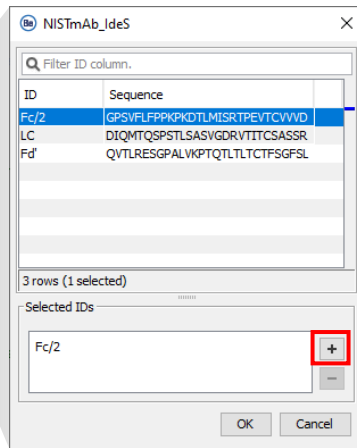 Be NISTmAb_IdeS
Filter ID column.
ID Sequence
Fc/2 GPSVFLFPPKPKDTLMISRTPEVTCVVVD
LC DIQMTQSPSTLSASVGDRVTITCSASSR
Fd' QVTLRESGPALVKPTQTLTLTCTFSGFSL
3 rows (1 selected)
Selected IDs
Fc/2
+
−
OK Cancel